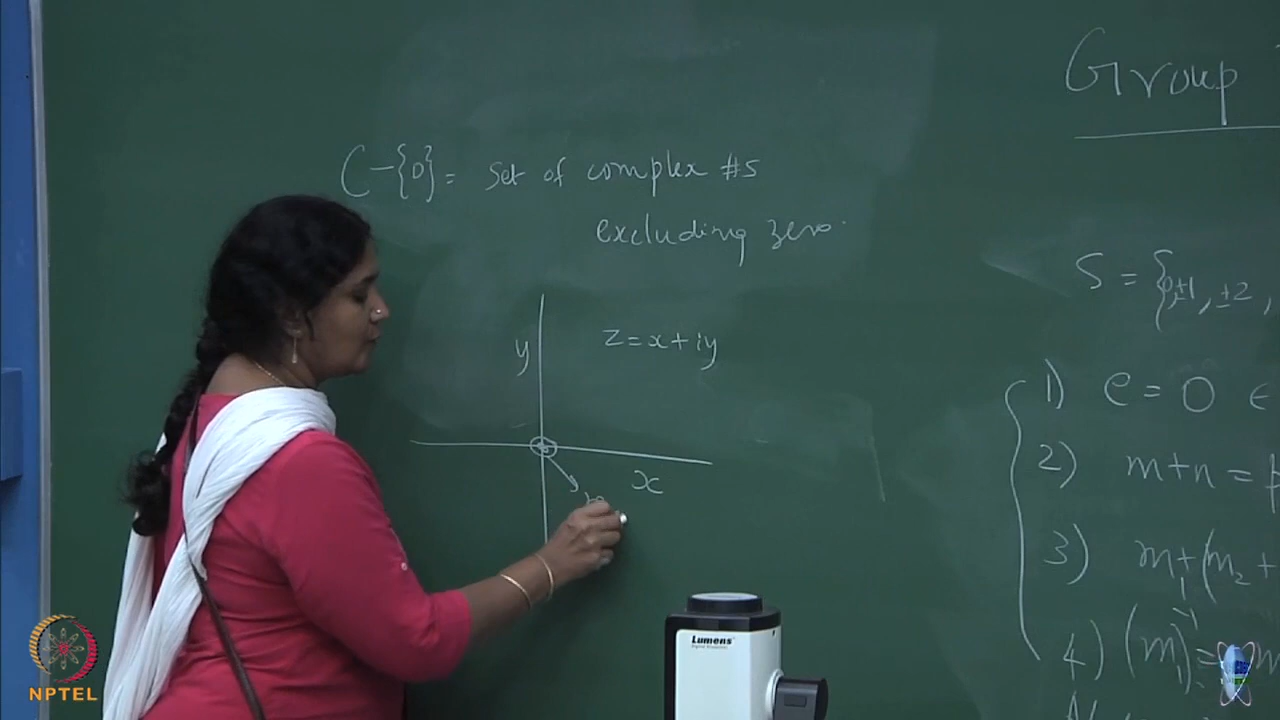 C-{0} = set of complex #s
excluding zero.
y
z=x+iy
x
Group
S = {0,±1,±2,
1) e = 0 ∈
2) m+n = p
3) m₁+(m₂+
4) (m₁)⁻¹ =
Lumens
NPTEL